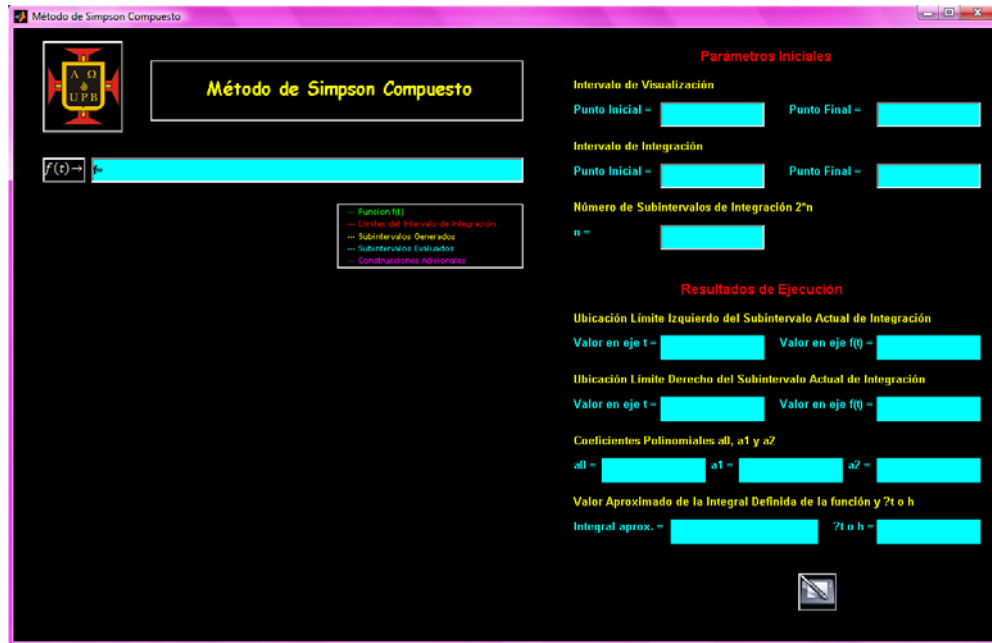 Método de Simpson Compuesto
Α Ω
UPB
Método de Simpson Compuesto
f(t)→
f=
--- Funcion f(t)
--- Límites del Intervalo de Integración
--- Subintervalos Generados
--- Subintervalos Evaluados
--- Construcciones Adicionales
Parámetros Iniciales
Intervalo de Visualización
Punto Inicial = Punto Final =
Intervalo de Integración
Punto Inicial = Punto Final =
Número de Subintervalos de Integración 2^n
n =
Resultados de Ejecución
Ubicación Límite Izquierdo del Subintervalo Actual de Integración
Valor en eje t = Valor en eje f(t) =
Ubicación Límite Derecho del Subintervalo Actual de Integración
Valor en eje t = Valor en eje f(t) =
Coeficientes Polinomiales a0, a1 y a2
a0 = a1 = a2 =
Valor Aproximado de la Integral Definida de la función y ?t o h
Integral aprox. = ?t o h =